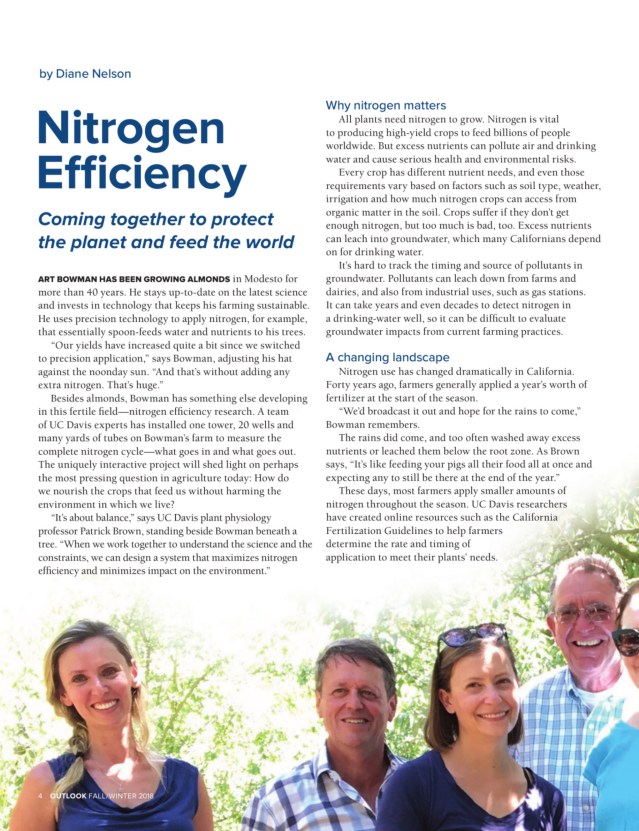 by Diane Nelson
Nitrogen
Efficiency
Coming together to protect
the planet and feed the world
ART BOWMAN HAS BEEN GROWING ALMONDS in Modesto for
more than 40 years. He stays up-to-date on the latest science
and invests in technology that keeps his farming sustainable.
He uses precision technology to apply nitrogen, for example,
that essentially spoon-feeds water and nutrients to his trees.
“Our yields have increased quite a bit since we switched
to precision application,” says Bowman, adjusting his hat
against the noonday sun. “And that’s without adding any
extra nitrogen. That’s huge.”
Besides almonds, Bowman has something else developing
in this fertile field—nitrogen efficiency research. A team
of UC Davis experts has installed one tower, 20 wells and
many yards of tubes on Bowman’s farm to measure the
complete nitrogen cycle—what goes in and what goes out.
The uniquely interactive project will shed light on perhaps
the most pressing question in agriculture today: How do
we nourish the crops that feed us without harming the
environment in which we live?
“It’s about balance,” says UC Davis plant physiology
professor Patrick Brown, standing beside Bowman beneath a
tree. “When we work together to understand the science and the
constraints, we can design a system that maximizes nitrogen
efficiency and minimizes impact on the environment.”
Why nitrogen matters
All plants need nitrogen to grow. Nitrogen is vital
to producing high-yield crops to feed billions of people
worldwide. But excess nutrients can pollute air and drinking
water and cause serious health and environmental risks.
Every crop has different nutrient needs, and even those
requirements vary based on factors such as soil type, weather,
irrigation and how much nitrogen crops can access from
organic matter in the soil. Crops suffer if they don’t get
enough nitrogen, but too much is bad, too. Excess nutrients
can leach into groundwater, which many Californians depend
on for drinking water.
It’s hard to track the timing and source of pollutants in
groundwater. Pollutants can leach down from farms and
dairies, and also from industrial uses, such as gas stations.
It can take years and even decades to detect nitrogen in
a drinking-water well, so it can be difficult to evaluate
groundwater impacts from current farming practices.
A changing landscape
Nitrogen use has changed dramatically in California.
Forty years ago, farmers generally applied a year’s worth of
fertilizer at the start of the season.
“We’d broadcast it out and hope for the rains to come,”
Bowman remembers.
The rains did come, and too often washed away excess
nutrients or leached them below the root zone. As Brown
says, “It’s like feeding your pigs all their food all at once and
expecting any to still be there at the end of the year.”
These days, most farmers apply smaller amounts of
nitrogen throughout the season. UC Davis researchers
have created online resources such as the California
Fertilization Guidelines to help farmers
determine the rate and timing of
application to meet their plants’ needs.
4 OUTLOOK FALL/WINTER 2018